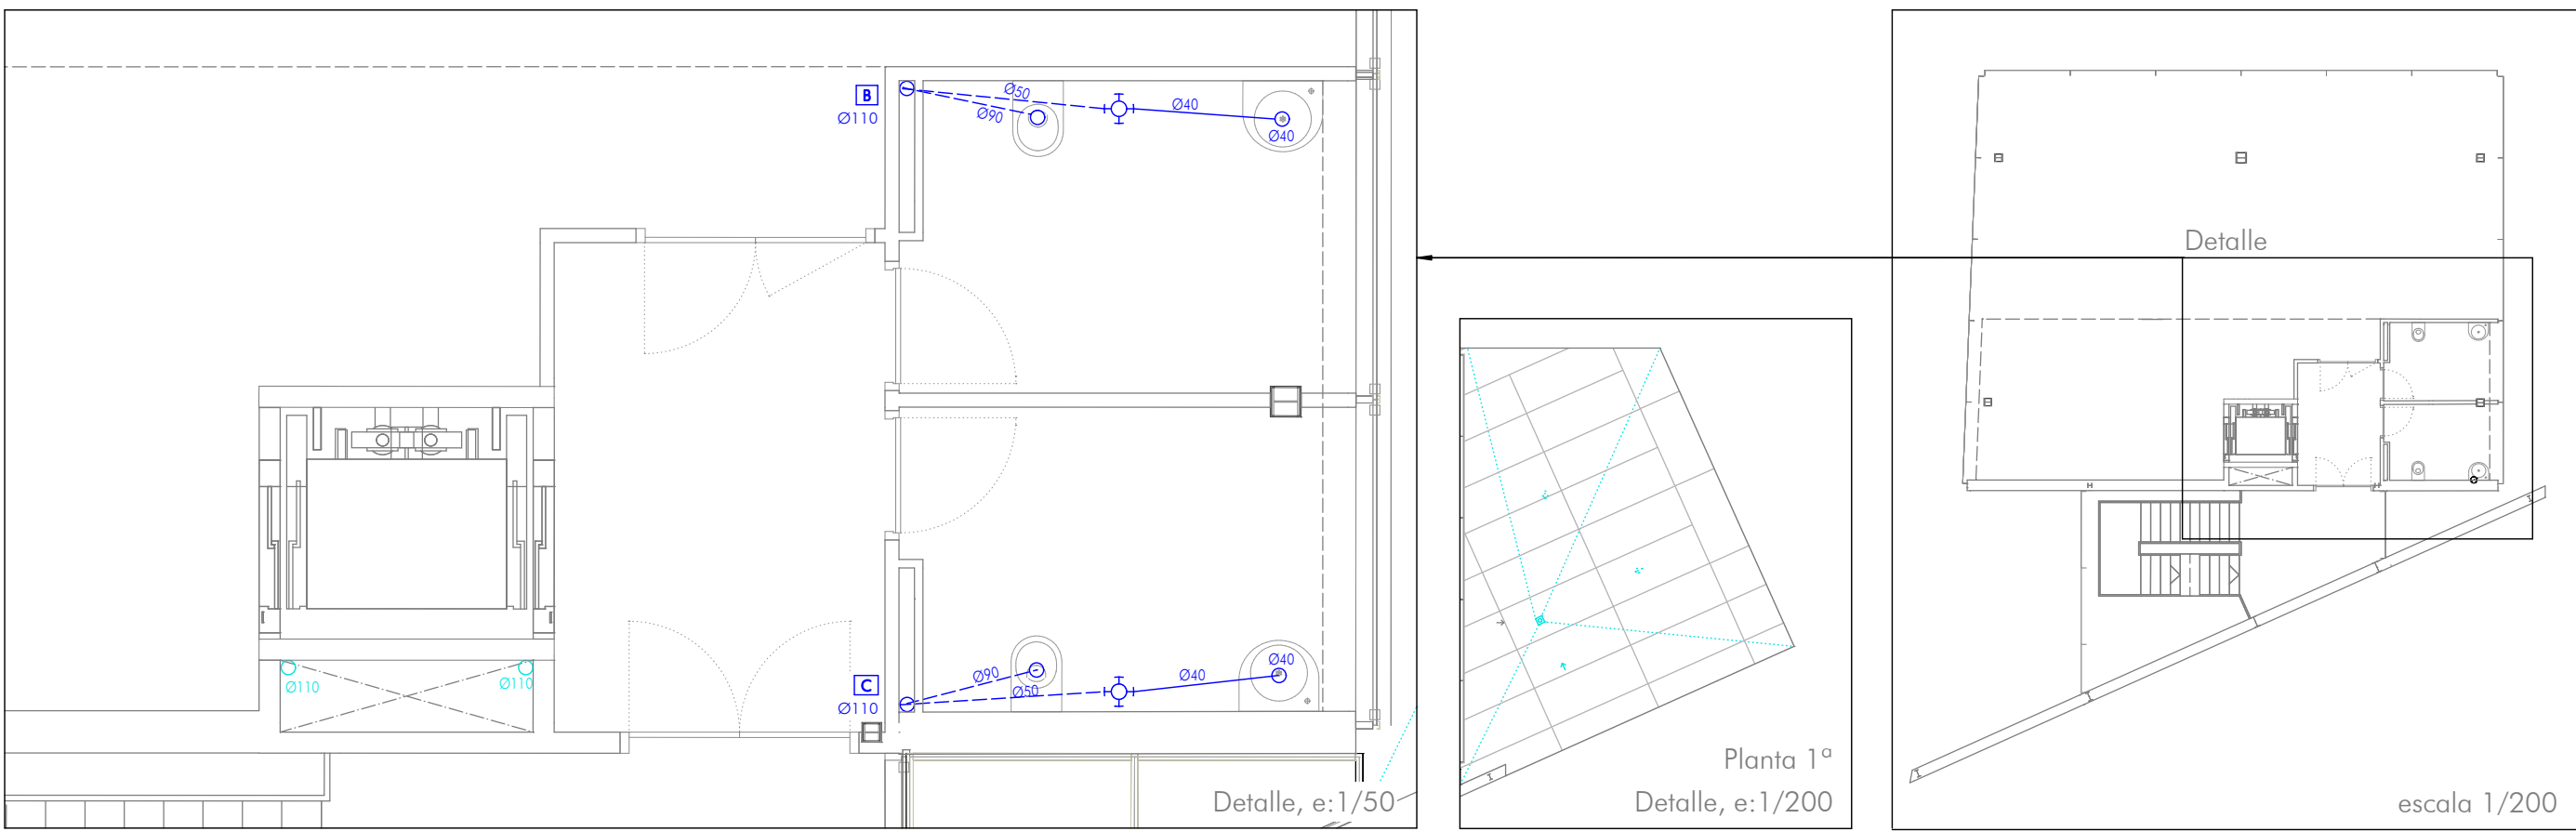 B
Ø110
Ø50
Ø90
Ø40
Ø40
Ø110
Ø110
C
Ø110
Ø90
Ø50
Ø40
Ø40
Detalle, e:1/50
Planta 1ª
Detalle, e:1/200
Detalle
escala 1/200